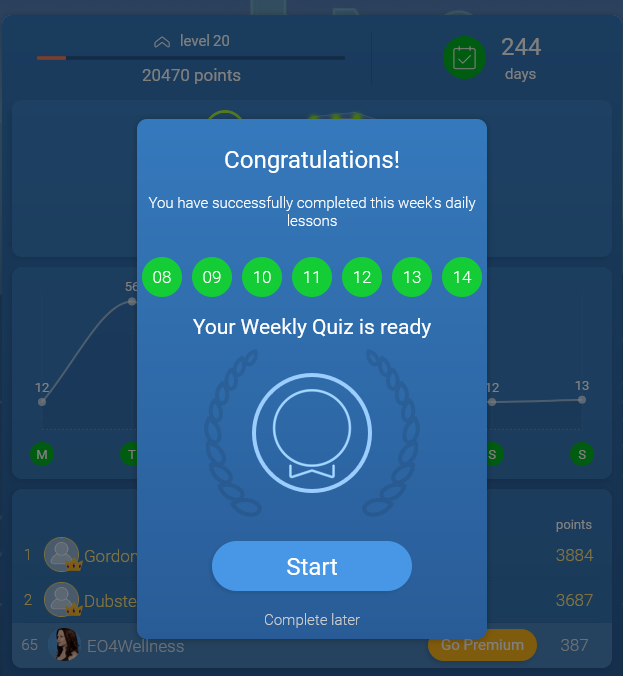 level 20
20470 points
244
days
Congratulations!
You have successfully completed this week's daily
lessons
08 09 10 11 12 13 14
Your Weekly Quiz is ready
12 56 12 13
M T S S
Start
Complete later
points
1 Gordon 3884
2 Dubste 3687
65 EO4Wellness Go Premium 387